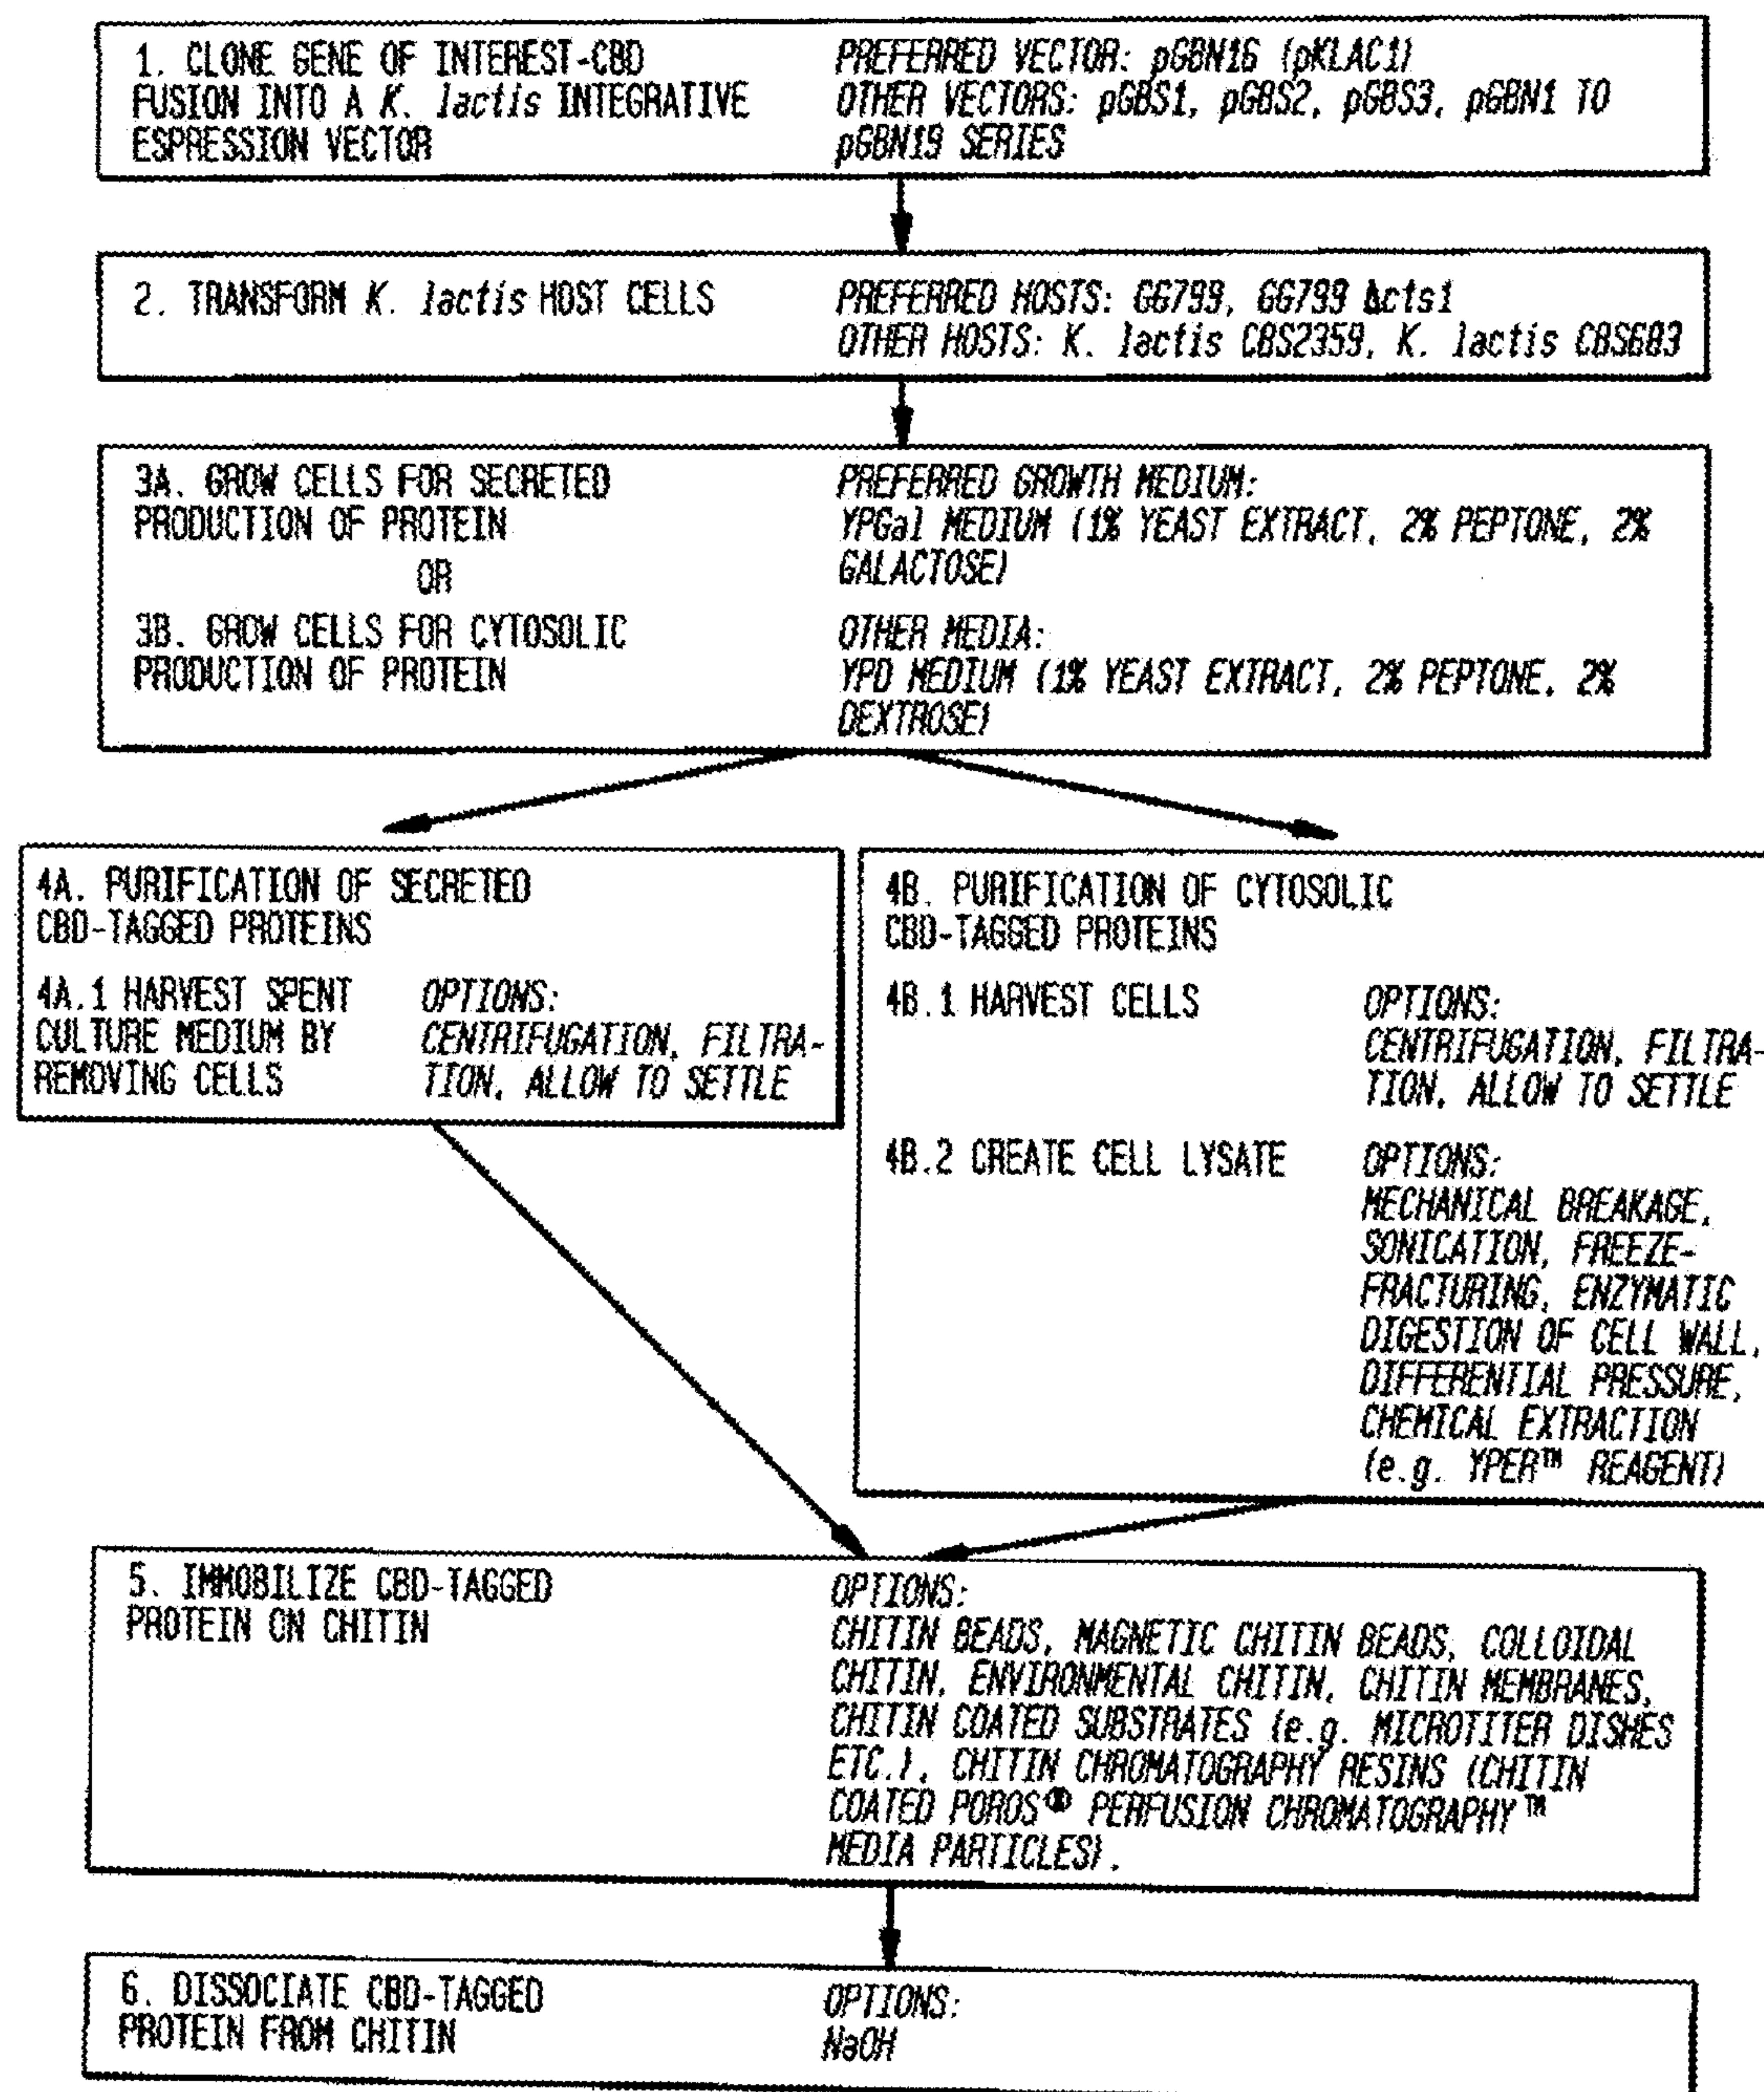 1. CLONE GENE OF INTEREST-CBD
FUSION INTO A K. lactis INTEGRATIVE
ESPRESSION VECTOR
PREFERRED VECTOR: pGBN16 (pKLAC1)
OTHER VECTORS: pGBS1, pGBS2, pGBS3, pGBN1 TO
pGBN19 SERIES
2. TRANSFORM K. lactis HOST CELLS
PREFERRED HOSTS: GG799, GG799 Δcts1
OTHER HOSTS: K. lactis CBS2359, K. lactis CBS683
3A. GROW CELLS FOR SECRETED
PRODUCTION OF PROTEIN
OR
3B. GROW CELLS FOR CYTOSOLIC
PRODUCTION OF PROTEIN
PREFERRED GROWTH MEDIUM:
YPGal MEDIUM (1% YEAST EXTRACT, 2% PEPTONE, 2%
GALACTOSE)
OTHER MEDIA:
YPD MEDIUM (1% YEAST EXTRACT, 2% PEPTONE, 2%
DEXTROSE)
4A. PURIFICATION OF SECRETED
CBD-TAGGED PROTEINS
4A.1 HARVEST SPENT
CULTURE MEDIUM BY
REMOVING CELLS
OPTIONS:
CENTRIFUGATION, FILTRA-
TION, ALLOW TO SETTLE
4B. PURIFICATION OF CYTOSOLIC
CBD-TAGGED PROTEINS
4B.1 HARVEST CELLS
OPTIONS:
CENTRIFUGATION, FILTRA-
TION, ALLOW TO SETTLE
4B.2 CREATE CELL LYSATE
OPTIONS:
MECHANICAL BREAKAGE,
SONICATION, FREEZE-
FRACTURING, ENZYMATIC
DIGESTION OF CELL WALL,
DIFFERENTIAL PRESSURE,
CHEMICAL EXTRACTION
(e.g. YPER™ REAGENT)
5. IMMOBILIZE CBD-TAGGED
PROTEIN ON CHITIN
OPTIONS:
CHITIN BEADS, MAGNETIC CHITIN BEADS, COLLOIDAL
CHITIN, ENVIRONMENTAL CHITIN, CHITIN MEMBRANES,
CHITIN COATED SUBSTRATES (e.g. MICROTITER DISHES
ETC.), CHITIN CHROMATOGRAPHY RESINS (CHITIN
COATED POROS® PERFUSION CHROMATOGRAPHY™
MEDIA PARTICLES).
6. DISSOCIATE CBD-TAGGED
PROTEIN FROM CHITIN
OPTIONS:
NaOH